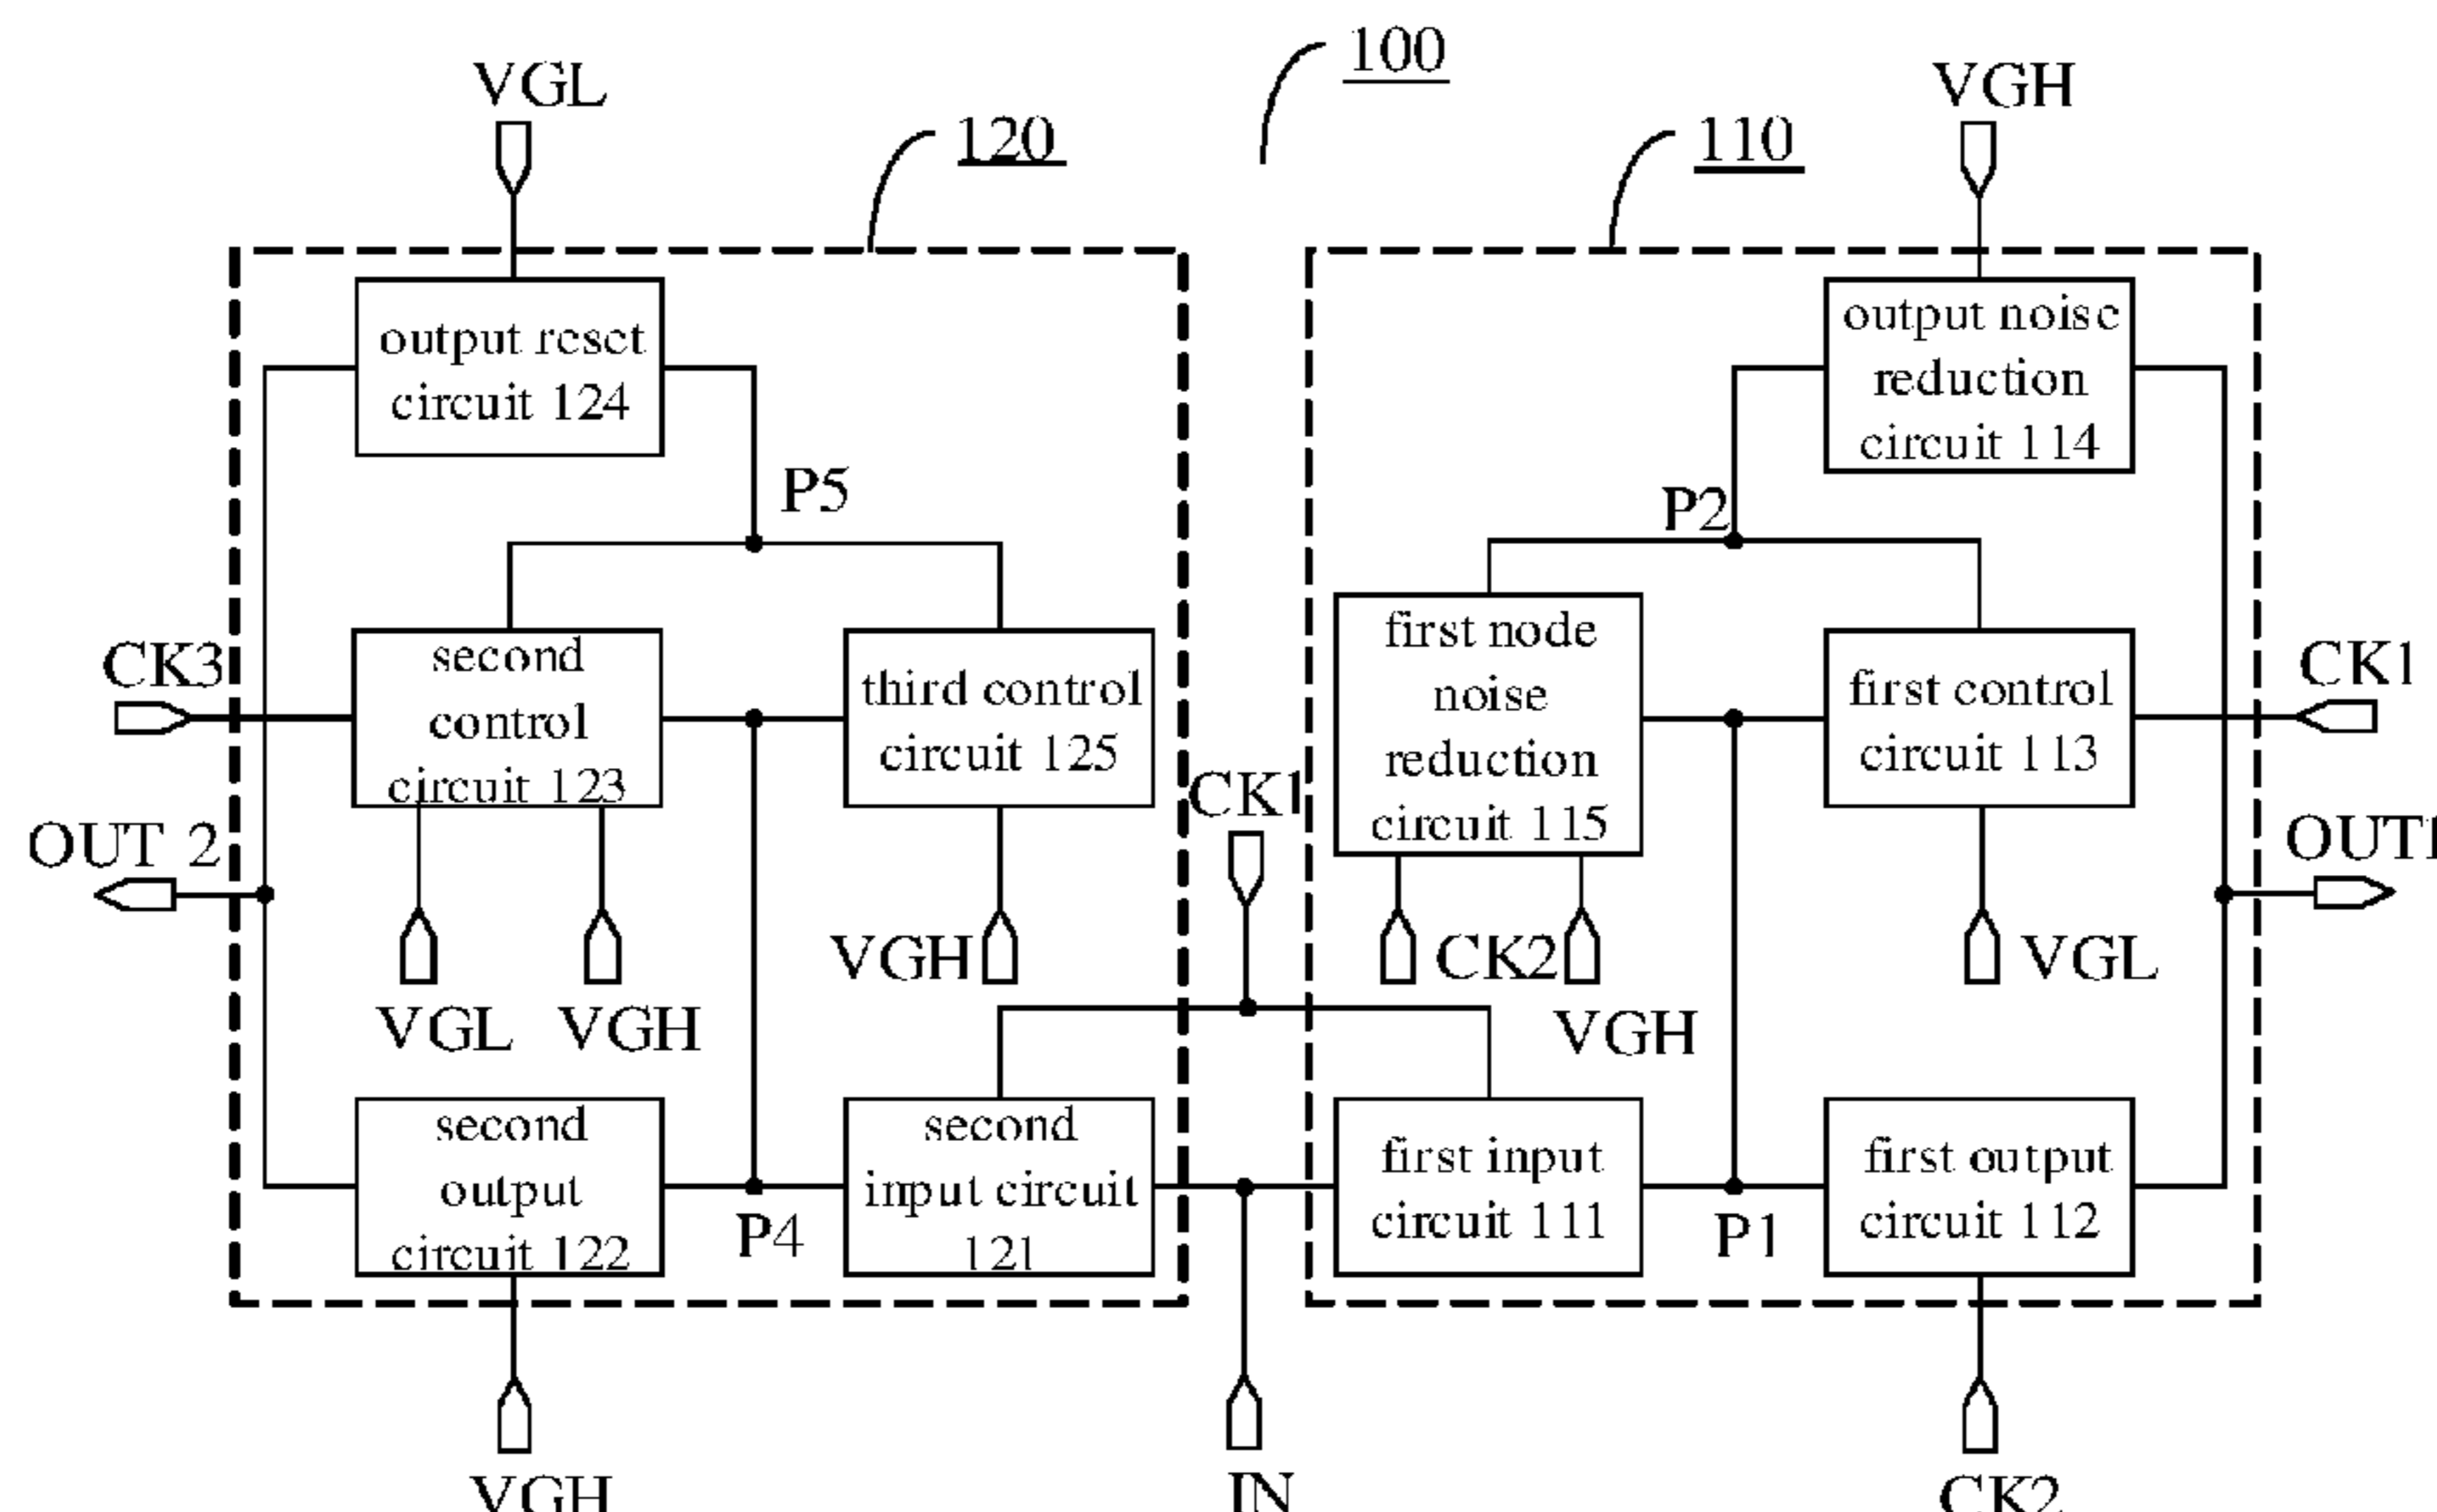 100
VGL
120
110
VGH
output reset
circuit 124
output noise
reduction
circuit 114
P5
P2
CK3
second
control
circuit 123
third control
circuit 125
CK1
first node
noise
reduction
circuit 115
first control
circuit 113
CK1
OUT 2
OUT1
VGL
VGH
VGH
CK2
VGH
VGL
second
output
circuit 122
P4
second
input circuit
121
first input
circuit 111
P1
first output
circuit 112
VGH
IN
CK2